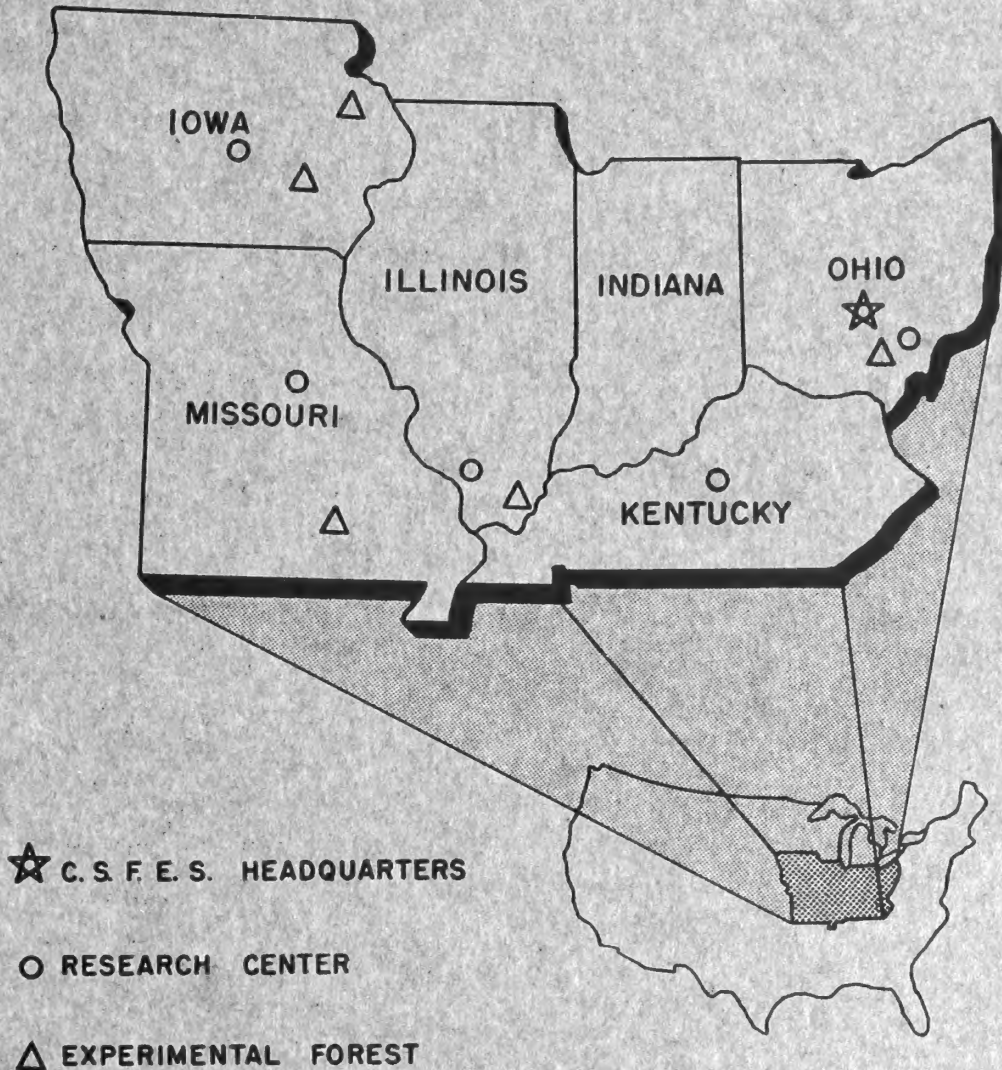 IOWA
ILLINOIS
INDIANA
OHIO
MISSOURI
KENTUCKY
C. S. F. E. S. HEADQUARTERS
RESEARCH CENTER
EXPERIMENTAL FOREST